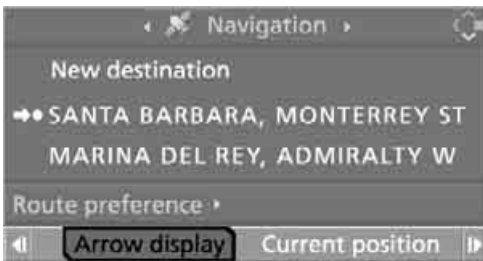 Navigation
New destination
SANTA BARBARA, MONTERREY ST
MARINA DEL REY, ADMIRALTY W
Route preference
Arrow display Current position